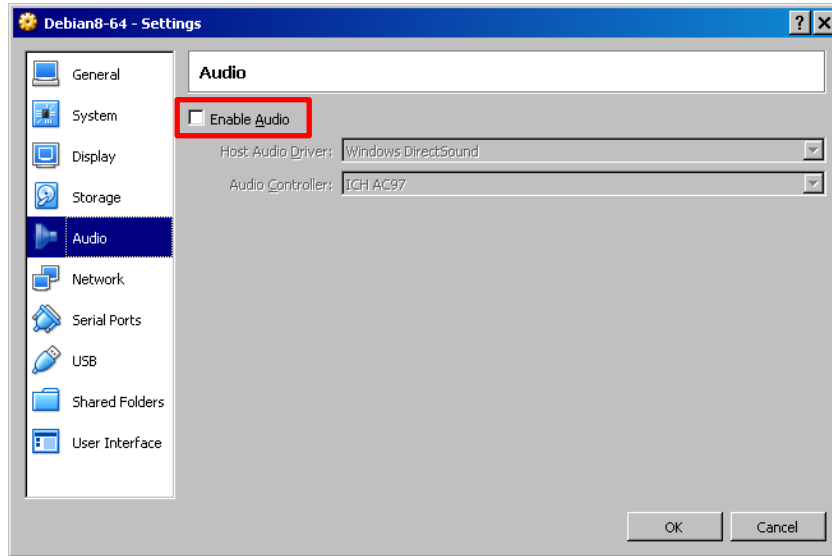 Debian8-64 - Settings
General
System
Display
Storage
Audio
Network
Serial Ports
USB
Shared Folders
User Interface
Audio
Enable Audio
Host Audio Driver: Windows DirectSound
Audio Controller: ICH AC97
OK Cancel